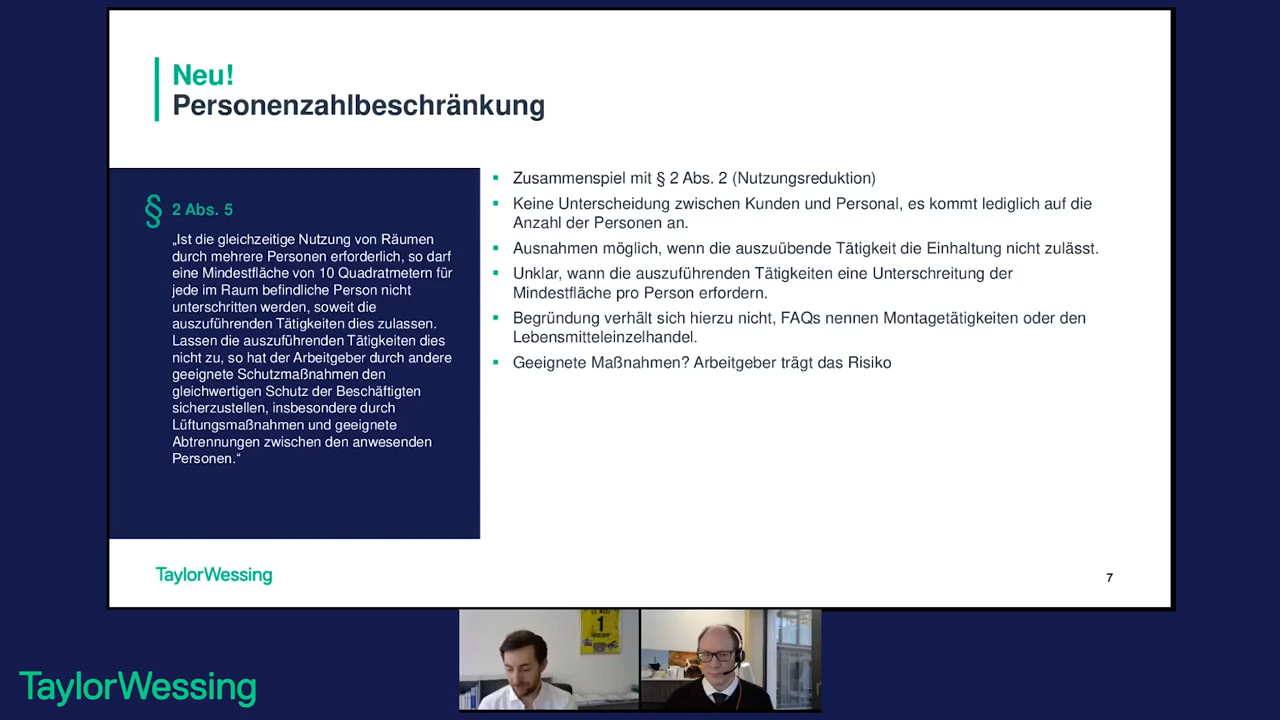 Neu!
Personenzahlbeschränkung
§ 2 Abs. 5
„Ist die gleichzeitige Nutzung von Räumen
durch mehrere Personen erforderlich, so darf
eine Mindestfläche von 10 Quadratmetern für
jede im Raum befindliche Person nicht
unterschritten werden, soweit die
auszuführenden Tätigkeiten dies zulassen.
Lassen die auszuführenden Tätigkeiten dies
nicht zu, so hat der Arbeitgeber durch andere
geeignete Schutzmaßnahmen den
gleichwertigen Schutz der Beschäftigten
sicherzustellen, insbesondere durch
Lüftungsmaßnahmen und geeignete
Abtrennungen zwischen den anwesenden
Personen.“
▪ Zusammenspiel mit § 2 Abs. 2 (Nutzungsreduktion)
▪ Keine Unterscheidung zwischen Kunden und Personal, es kommt lediglich auf die
Anzahl der Personen an.
▪ Ausnahmen möglich, wenn die auszuübende Tätigkeit die Einhaltung nicht zulässt.
▪ Unklar, wann die auszuführenden Tätigkeiten eine Unterschreitung der
Mindestfläche pro Person erfordern.
▪ Begründung verhält sich hierzu nicht, FAQs nennen Montagetätigkeiten oder den
Lebensmitteleinzelhandel.
▪ Geeignete Maßnahmen? Arbeitgeber trägt das Risiko
TaylorWessing
7
1
TaylorWessing